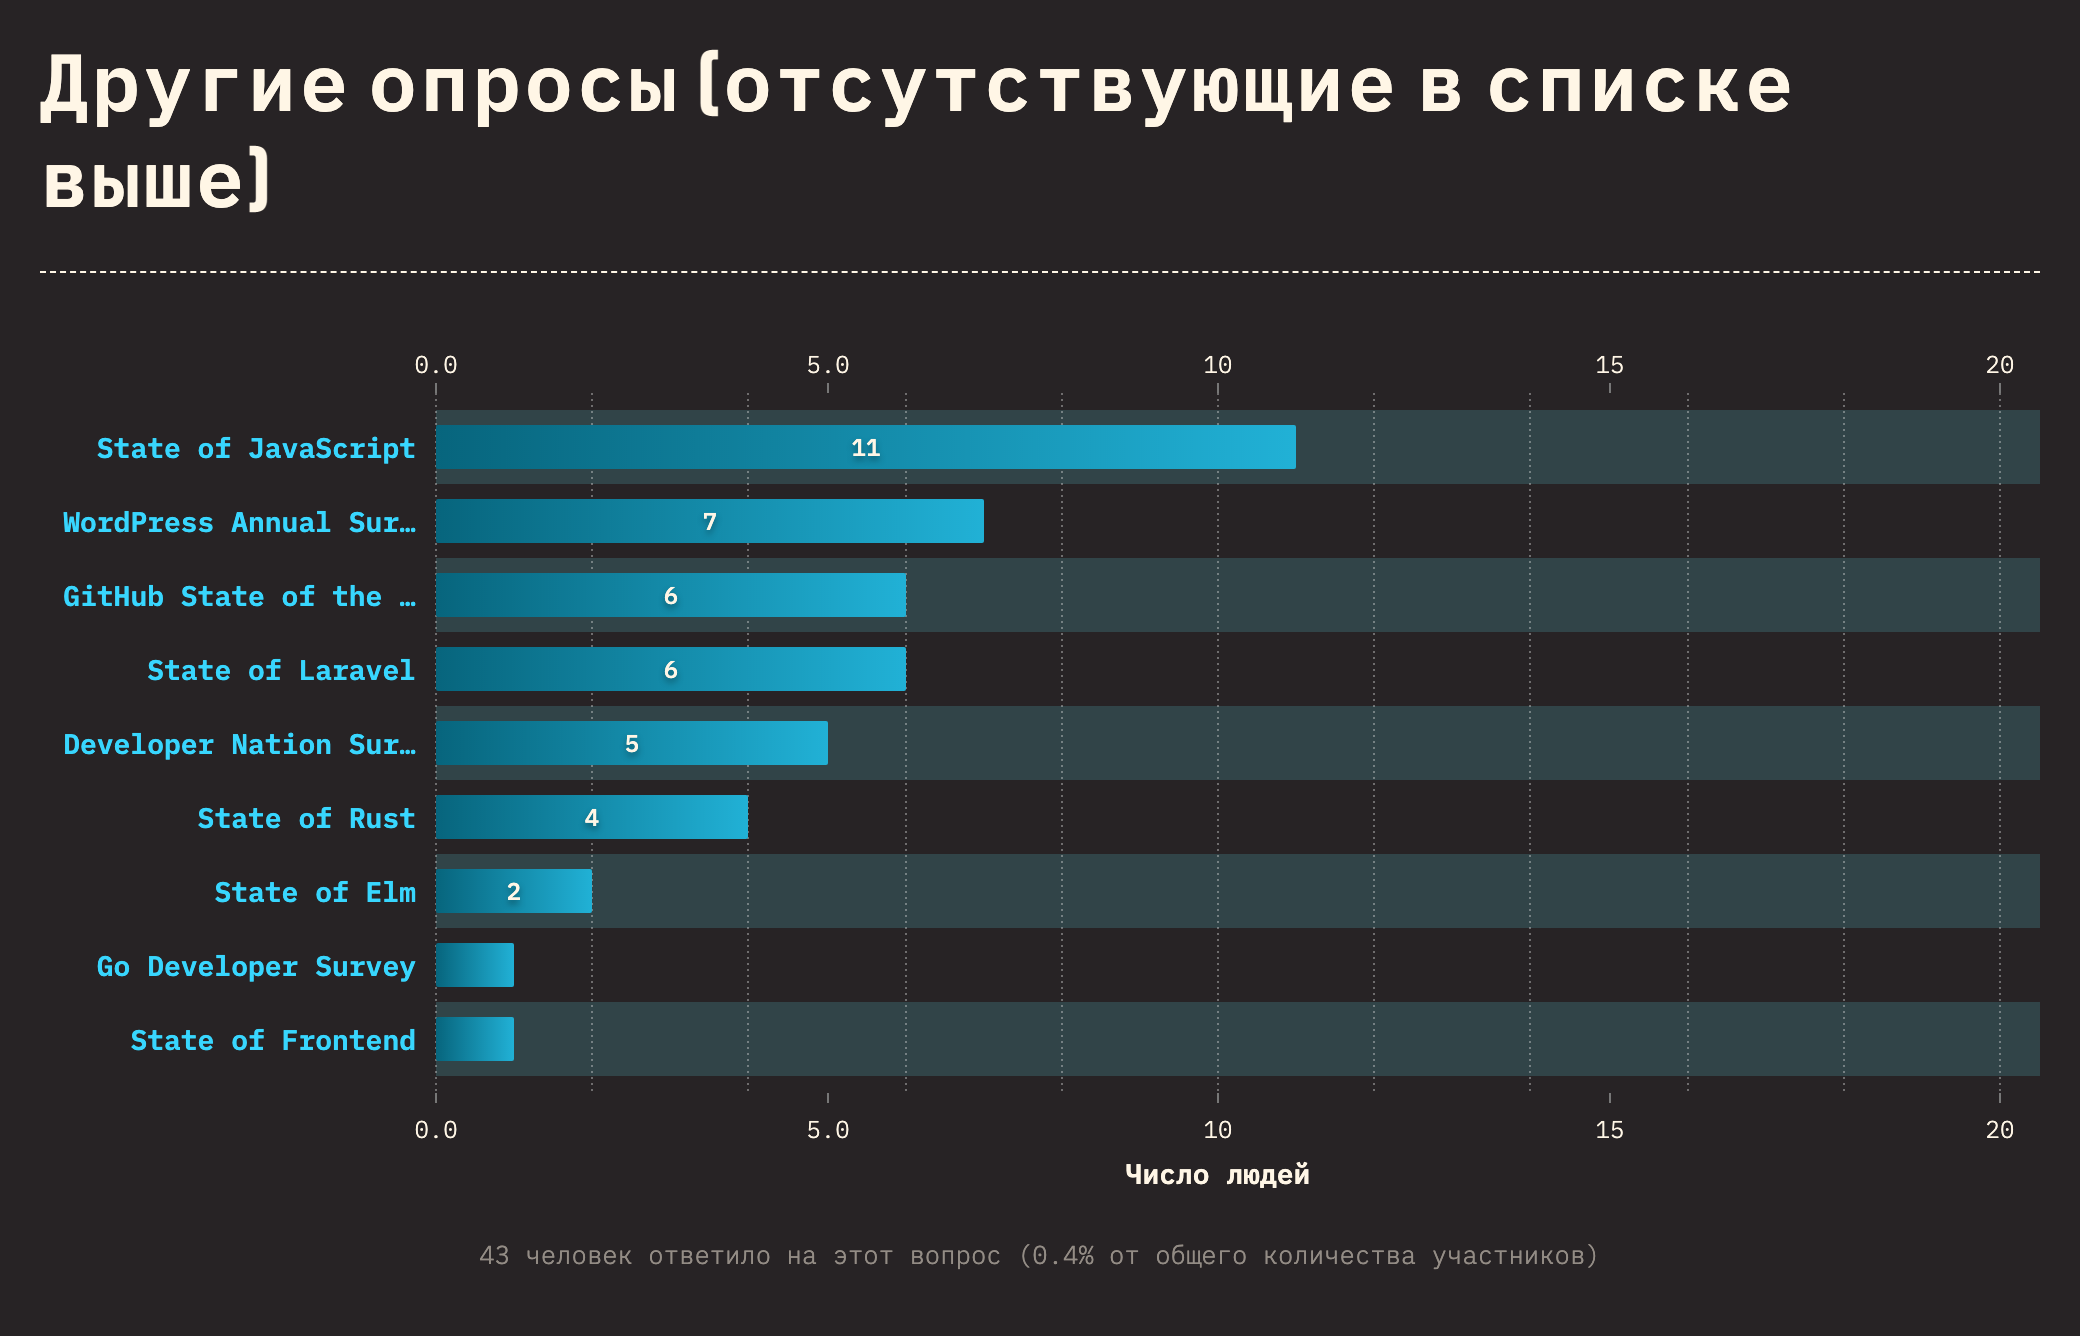 Другие опросы (отсутствующие в списке
выше)
0.0 5.0 10 15 20
State of JavaScript 11
WordPress Annual Sur… 7
GitHub State of the … 6
State of Laravel 6
Developer Nation Sur… 5
State of Rust 4
State of Elm 2
Go Developer Survey
State of Frontend
0.0 5.0 10 15 20
Число людей
43 человек ответило на этот вопрос (0.4% от общего количества участников)